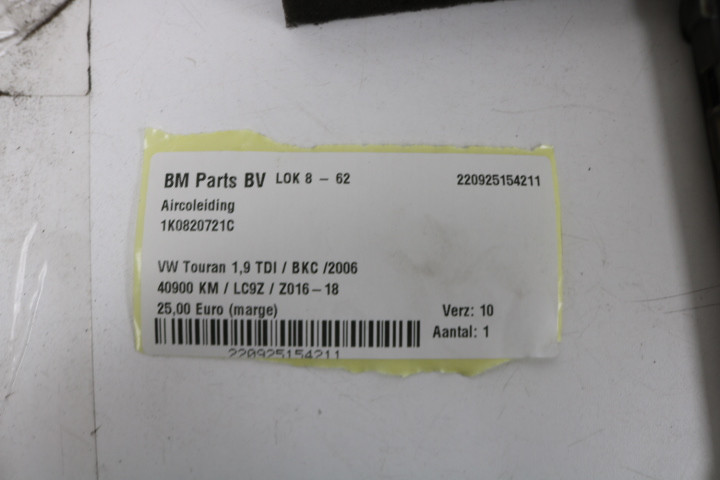 BM Parts BV LOK 8 – 62 220925154211
Aircoleiding
1K0820721C
VW Touran 1,9 TDI / BKC /2006
40900 KM / LC9Z / Z016–18
25,00 Euro (marge) Verz: 10
Aantal: 1
220925154211